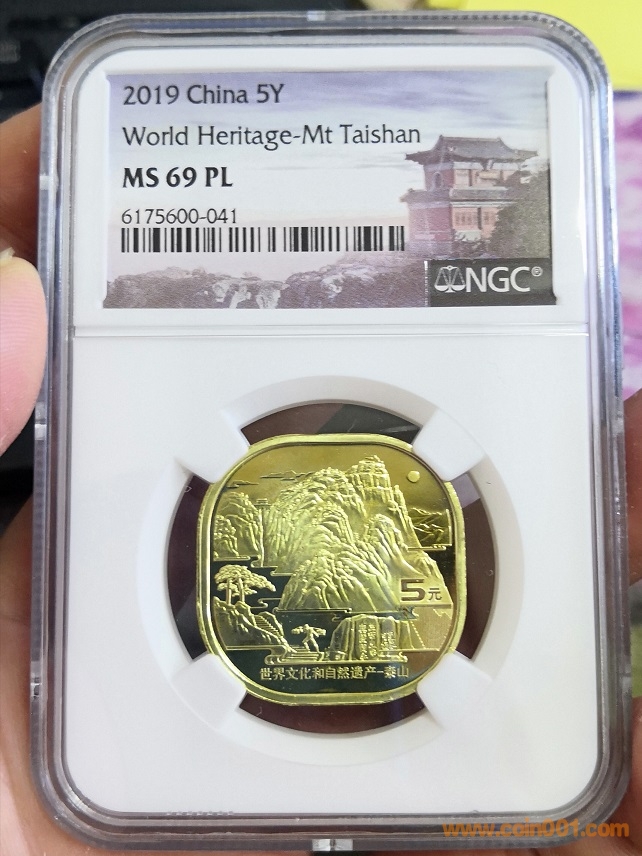 2019 China 5Y
World Heritage-Mt Taishan
MS 69 PL
6175600-041
NGC®
5元
世界文化和自然遗产-泰山
www.coin001.com